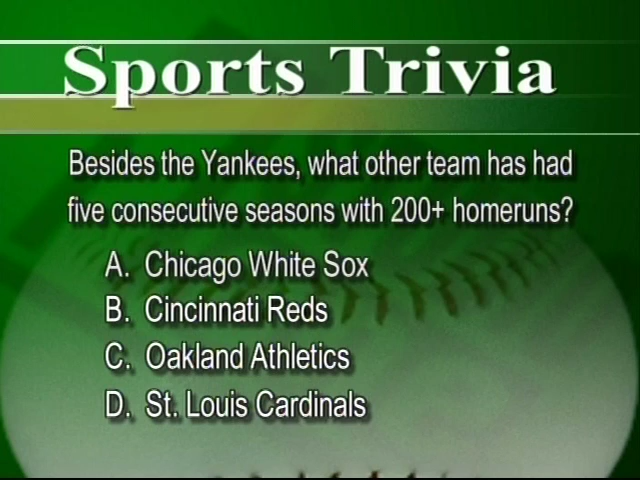 Sports Trivia
Besides the Yankees, what other team has had
five consecutive seasons with 200+ homeruns?
A. Chicago White Sox
B. Cincinnati Reds
C. Oakland Athletics
D. St. Louis Cardinals